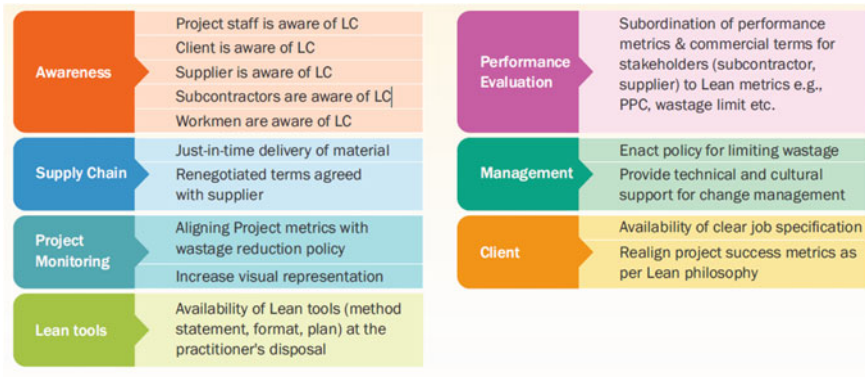 Awareness
Project staff is aware of LC
Client is aware of LC
Supplier is aware of LC
Subcontractors are aware of LC
Workmen are aware of LC
Supply Chain
Just-in-time delivery of material
Renegotiated terms agreed
with supplier
Project
Monitoring
Aligning Project metrics with
wastage reduction policy
Increase visual representation
Lean tools
Availability of Lean tools (method
statement, format, plan) at the
practitioner's disposal
Performance
Evaluation
Subordination of performance
metrics & commercial terms for
stakeholders (subcontractor,
supplier) to Lean metrics e.g.,
PPC, wastage limit etc.
Management
Enact policy for limiting wastage
Provide technical and cultural
support for change management
Client
Availability of clear job specification
Realign project success metrics as
per Lean philosophy